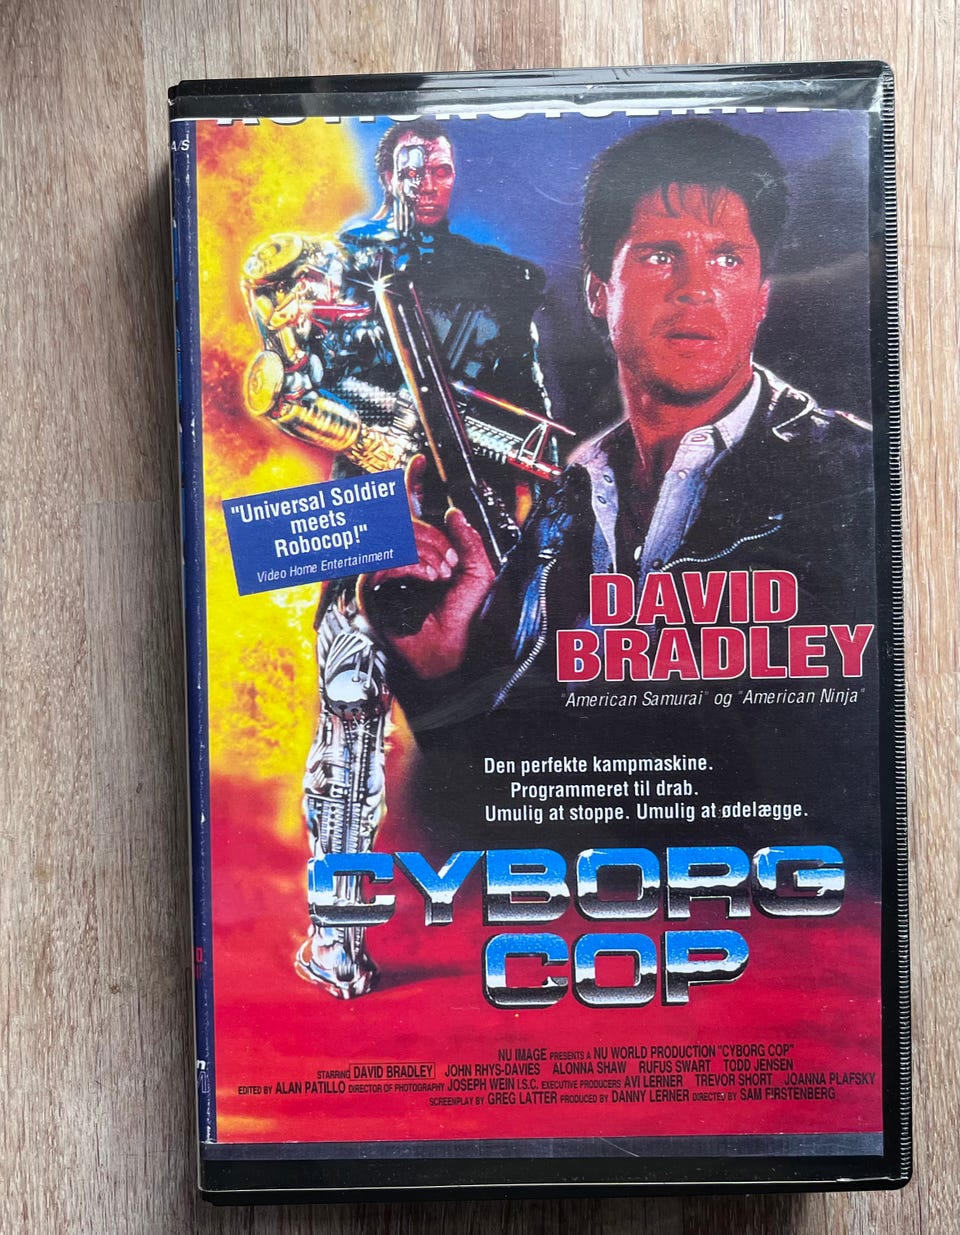 A/S
"Universal Soldier
meets
Robocop!"
Video Home Entertainment
DAVID
BRADLEY
"American Samurai" og "American Ninja"
Den perfekte kampmaskine.
Programmeret til drab.
Umulig at stoppe. Umulig at ødelægge.
CYBORG
COP
NU IMAGE PRESENTS A NU WORLD PRODUCTION "CYBORG COP"
STARRING DAVID BRADLEY JOHN RHYS-DAVIES ALONNA SHAW RUFUS SWART TODD JENSEN
EDITED BY ALAN PATILLO DIRECTOR OF PHOTOGRAPHY JOSEPH WEIN I.S.C. EXECUTIVE PRODUCERS AVI LERNER TREVOR SHORT JOANNA PLAFSKY
SCREENPLAY BY GREG LATTER PRODUCED BY DANNY LERNER DIRECTED BY SAM FIRSTENBERG